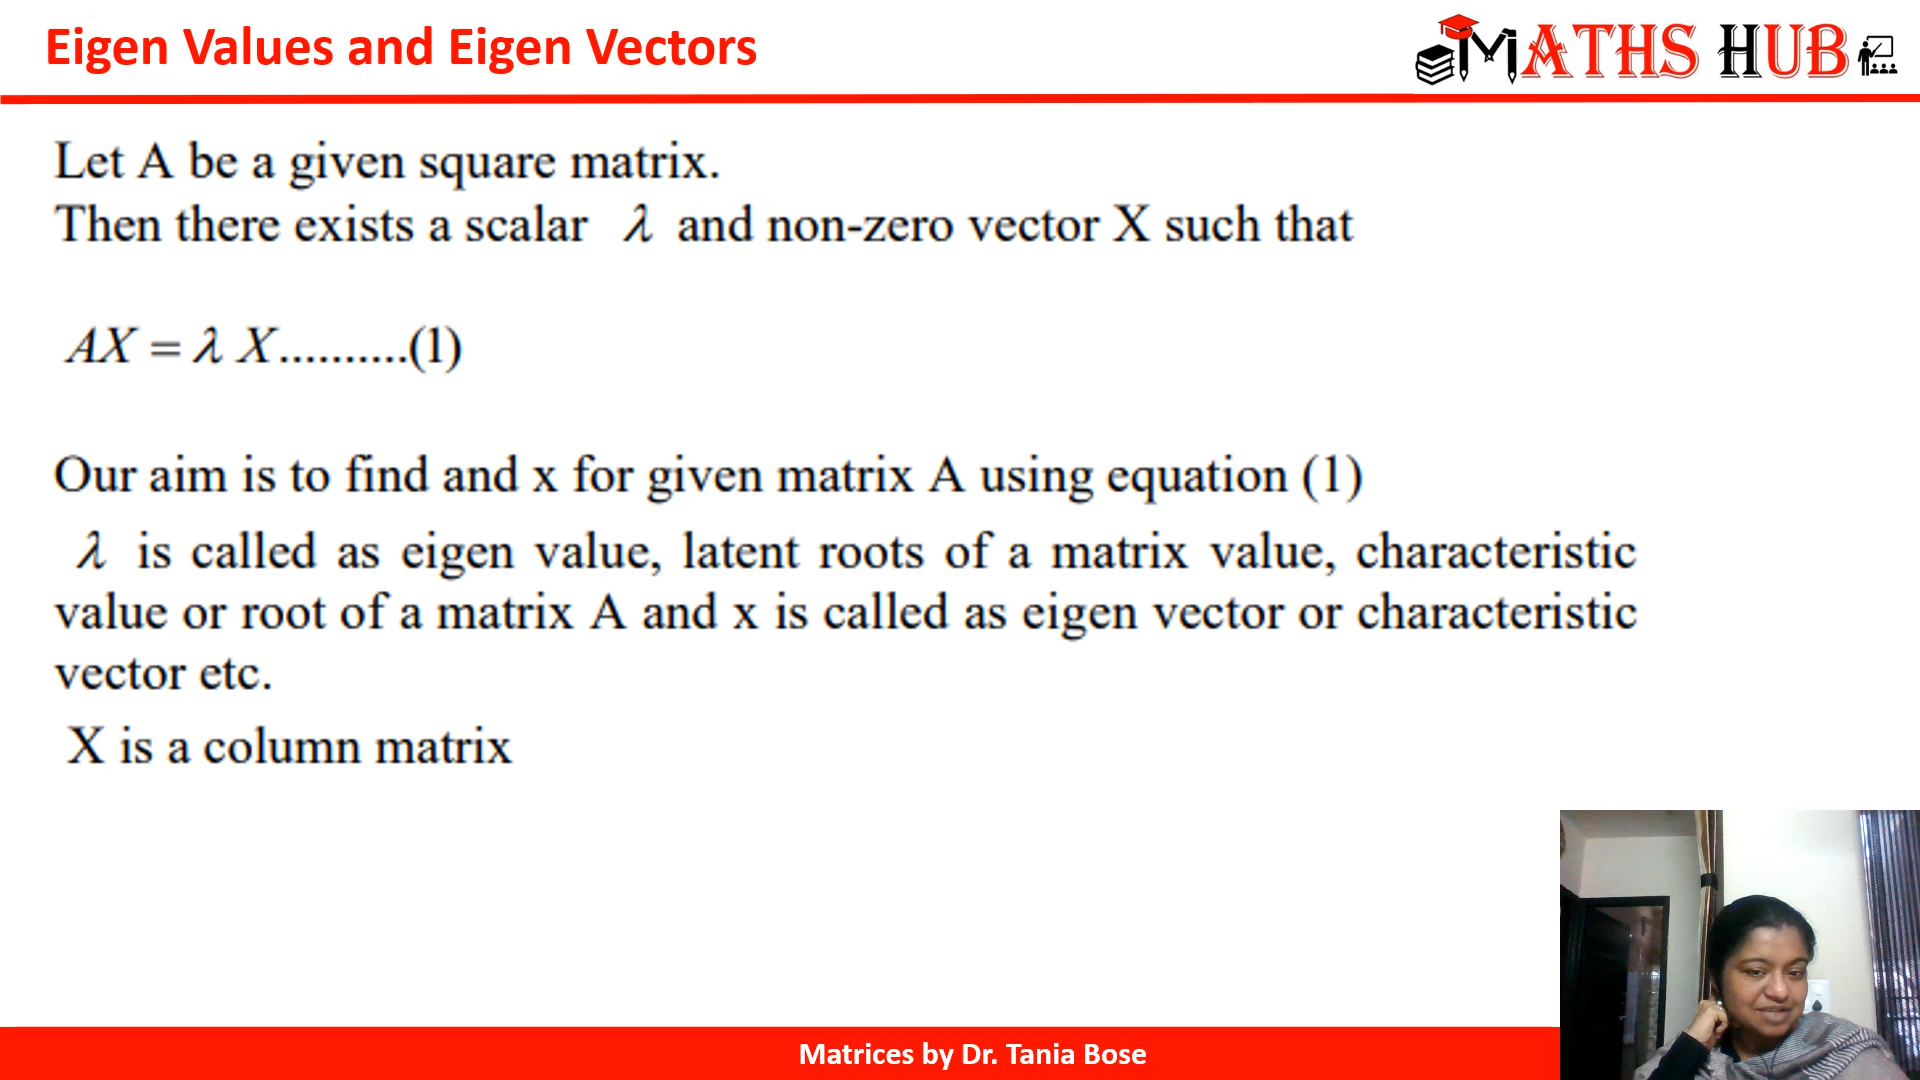 Eigen Values and Eigen Vectors
MATHS HUB
Let A be a given square matrix.
Then there exists a scalar λ and non-zero vector X such that
AX = λ X..........(1)
Our aim is to find and x for given matrix A using equation (1)
λ is called as eigen value, latent roots of a matrix value, characteristic
value or root of a matrix A and x is called as eigen vector or characteristic
vector etc.
X is a column matrix
Matrices by Dr. Tania Bose